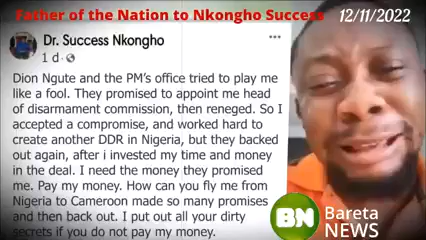 Father of the Nation to Nkongho Success
12/11/2022
Dr. Success Nkongho
1 d
Dion Ngute and the PM's office tried to play me
like a fool. They promised to appoint me head
of disarmament commission, then reneged. So I
accepted a compromise, and worked hard to
create another DDR in Nigeria, but they backed
out again, after i invested my time and money
in the deal. I need the money they promised
me. Pay my money. How can you fly me from
Nigeria to Cameroon made so many promises
and then back out. I put out all your dirty
secrets if you do not pay my money.
BN
Bareta
NEWS